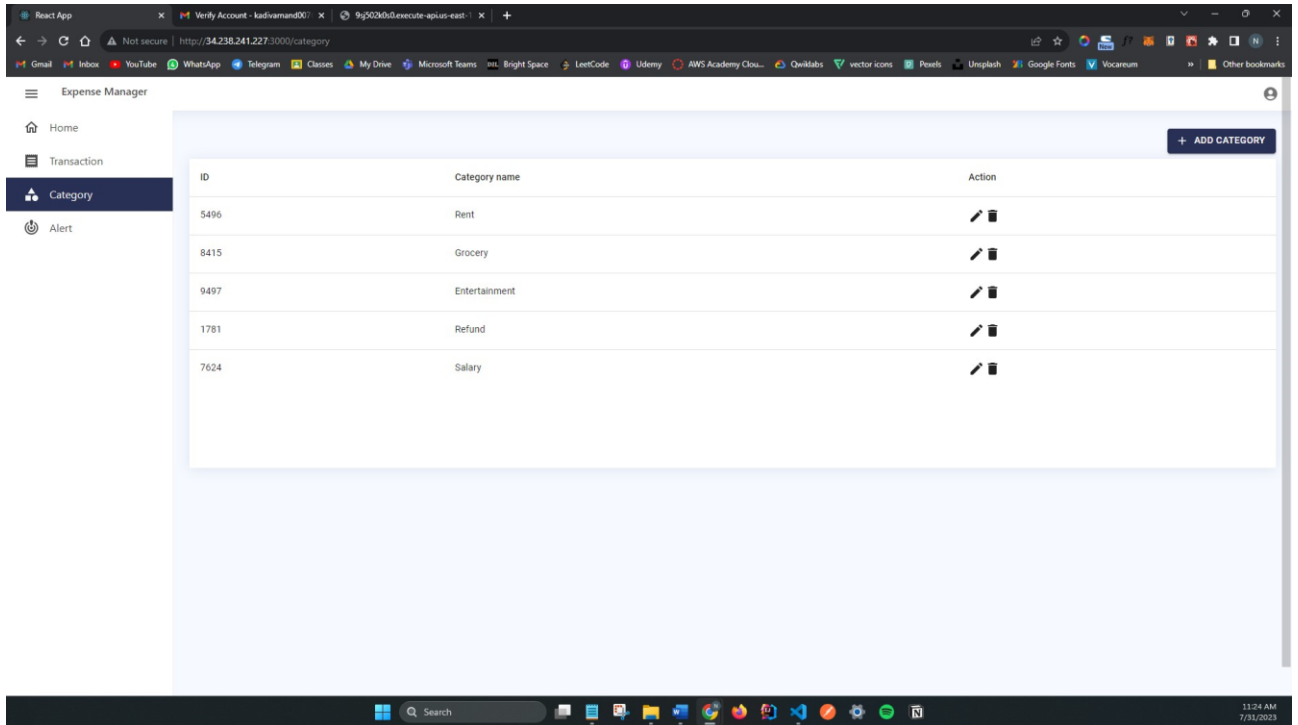 React App
Verify Account - kadivarnand007
9sj502k0s0.execute-api.us-east-1
Not secure | http://34.238.241.227:3000/category
New
f?
N
Gmail Inbox YouTube WhatsApp Telegram Classes My Drive Microsoft Teams Bright Space LeetCode Udemy AWS Academy Clou... Qwiklabs vector icons Pexels Unsplash Google Fonts Vocareum » Other bookmarks
Expense Manager
Home
Transaction
Category
Alert
+ ADD CATEGORY
ID Category name Action
5496 Rent
8415 Grocery
9497 Entertainment
1781 Refund
7624 Salary
Search
11:24 AM
7/31/2023